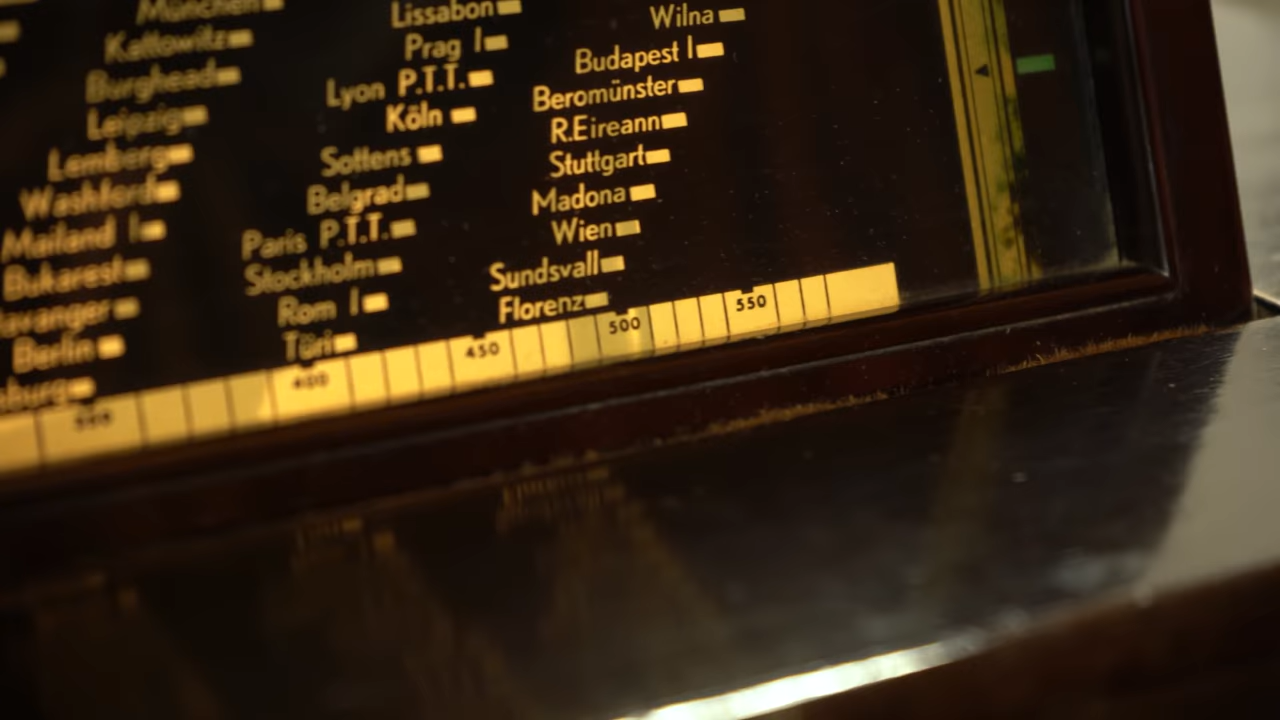 München
Kattowitz
Burghead
Leipzig
Lemberg
Washford
Mailand I
Bukarest
Berlin
Lissabon
Prag I
Lyon P.T.T.
Köln
Sottens
Belgrad
Paris P.T.T.
Stockholm
Rom I
Türi
Wilna
Budapest I
Beromünster
R.Eireann
Stuttgart
Madona
Wien
Sundsvall
Florenz
400
450
500
550